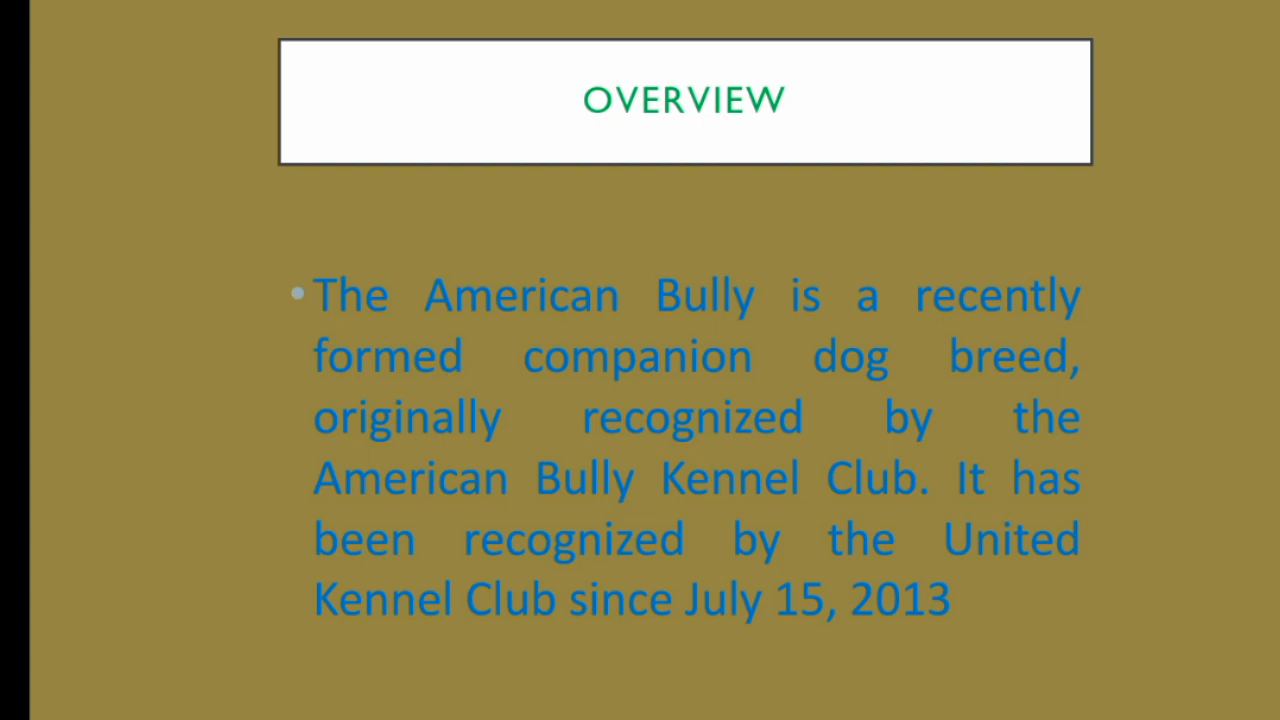 OVERVIEW
• The American Bully is a recently
formed companion dog breed,
originally recognized by the
American Bully Kennel Club. It has
been recognized by the United
Kennel Club since July 15, 2013